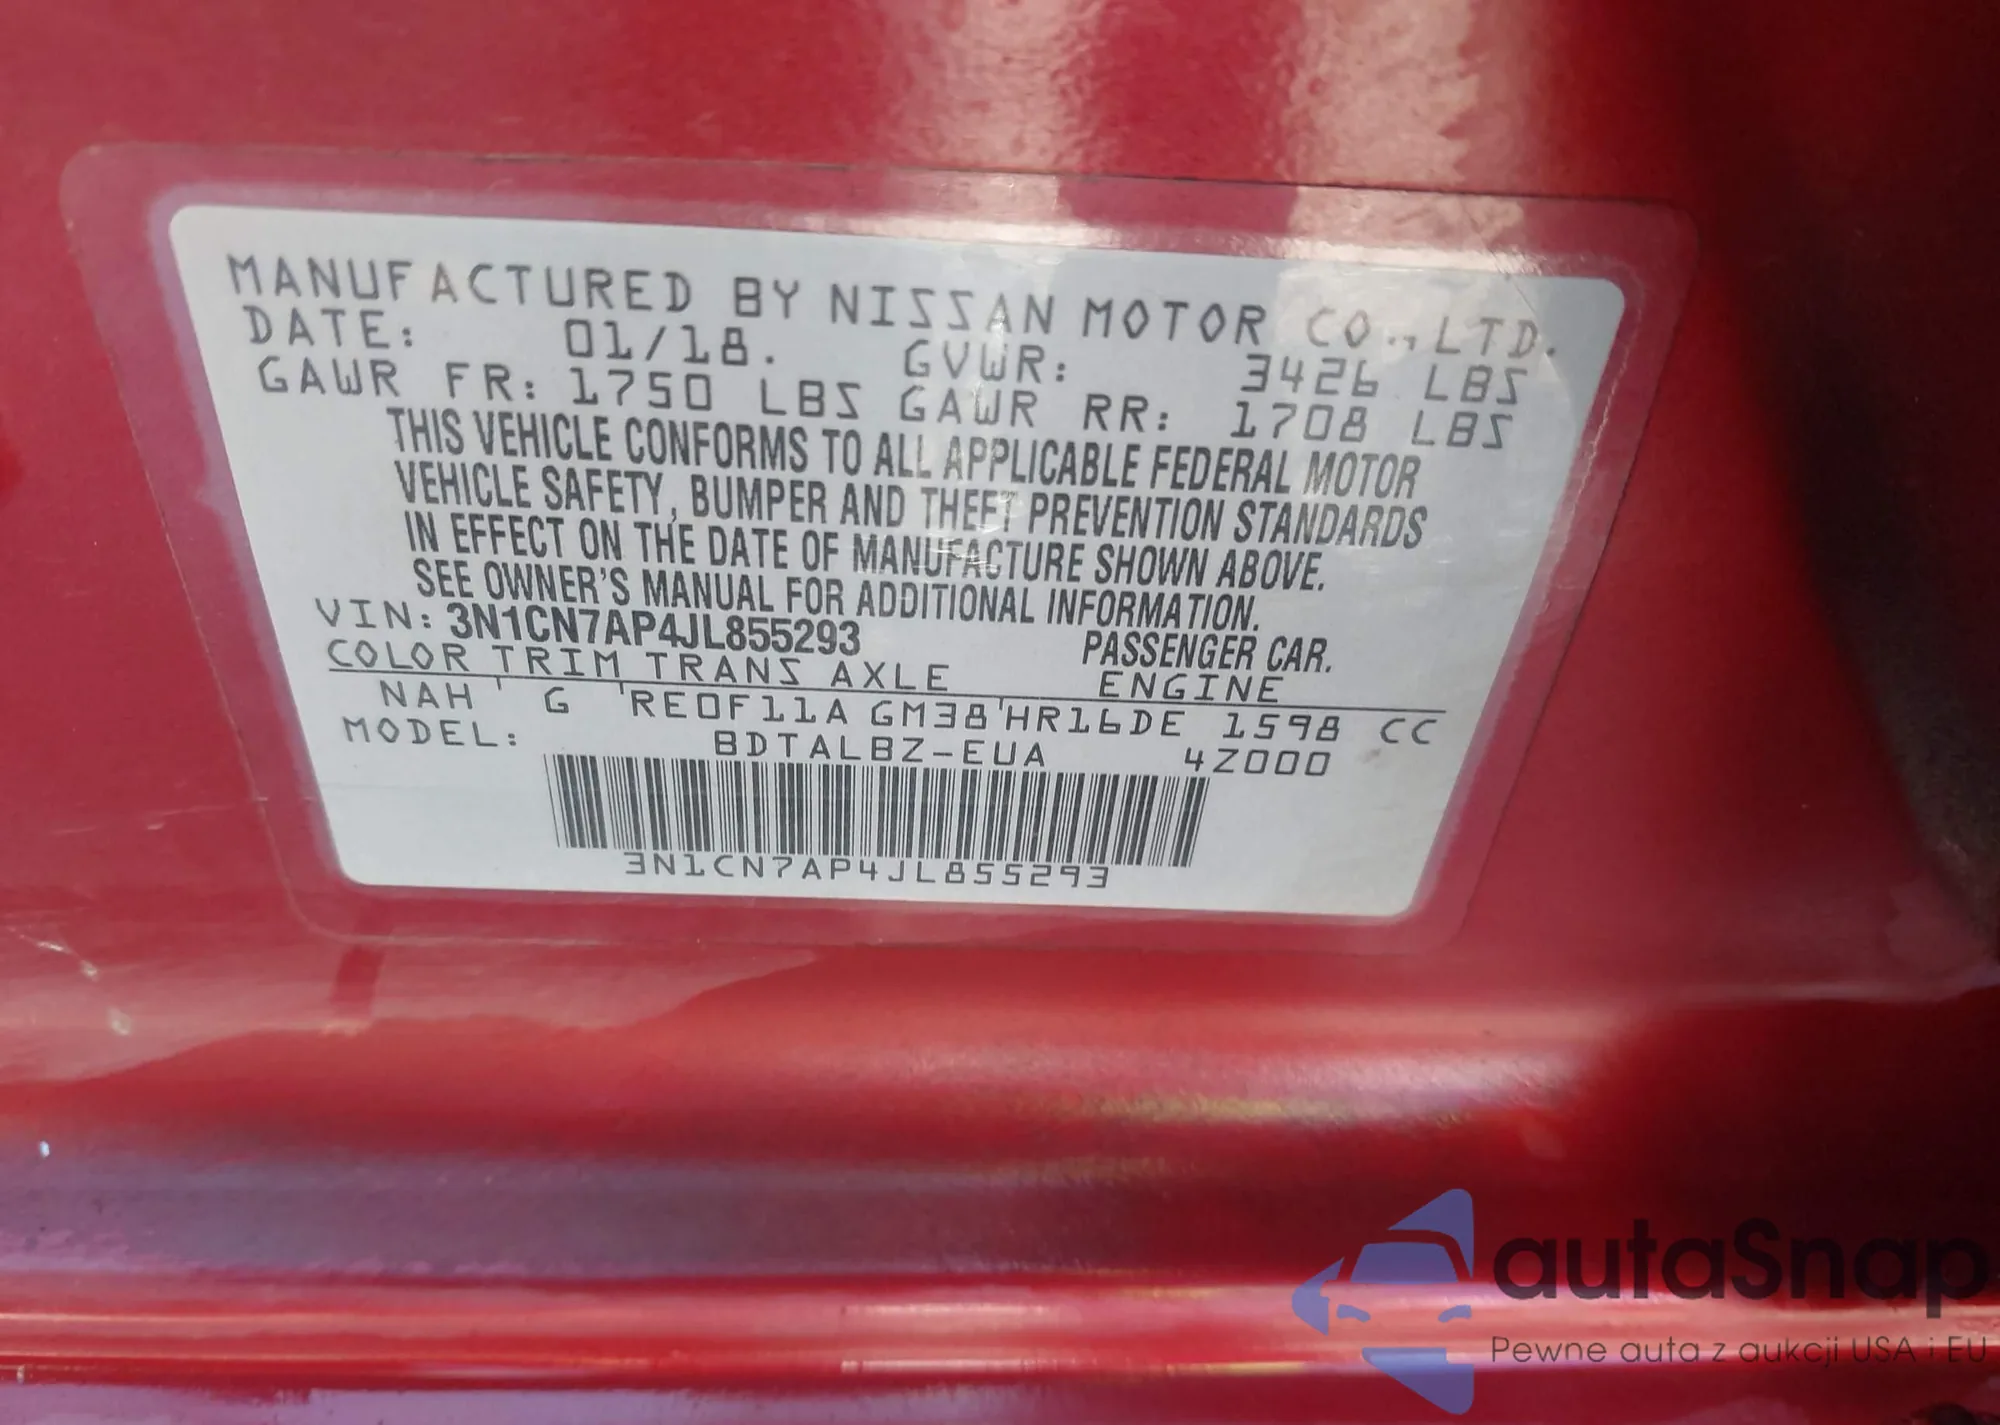 MANUFACTURED BY NISSAN MOTOR CO., LTD.
DATE: 01/18. GVWR: 3426 LBS
GAWR FR: 1750 LBS GAWR RR: 1708 LBS
THIS VEHICLE CONFORMS TO ALL APPLICABLE FEDERAL MOTOR
VEHICLE SAFETY, BUMPER AND THEFT PREVENTION STANDARDS
IN EFFECT ON THE DATE OF MANUFACTURE SHOWN ABOVE.
SEE OWNER'S MANUAL FOR ADDITIONAL INFORMATION.
VIN: 3N1CN7AP4JL855293 PASSENGER CAR.
COLOR TRIM TRANS AXLE ENGINE
NAH G RE0F11A GM38 HR16DE 1598 CC
MODEL: BDTALBZ-EUA 4Z000
3N1CN7AP4JL855293
autaSnap
Pewne auta z aukcji USA i EU